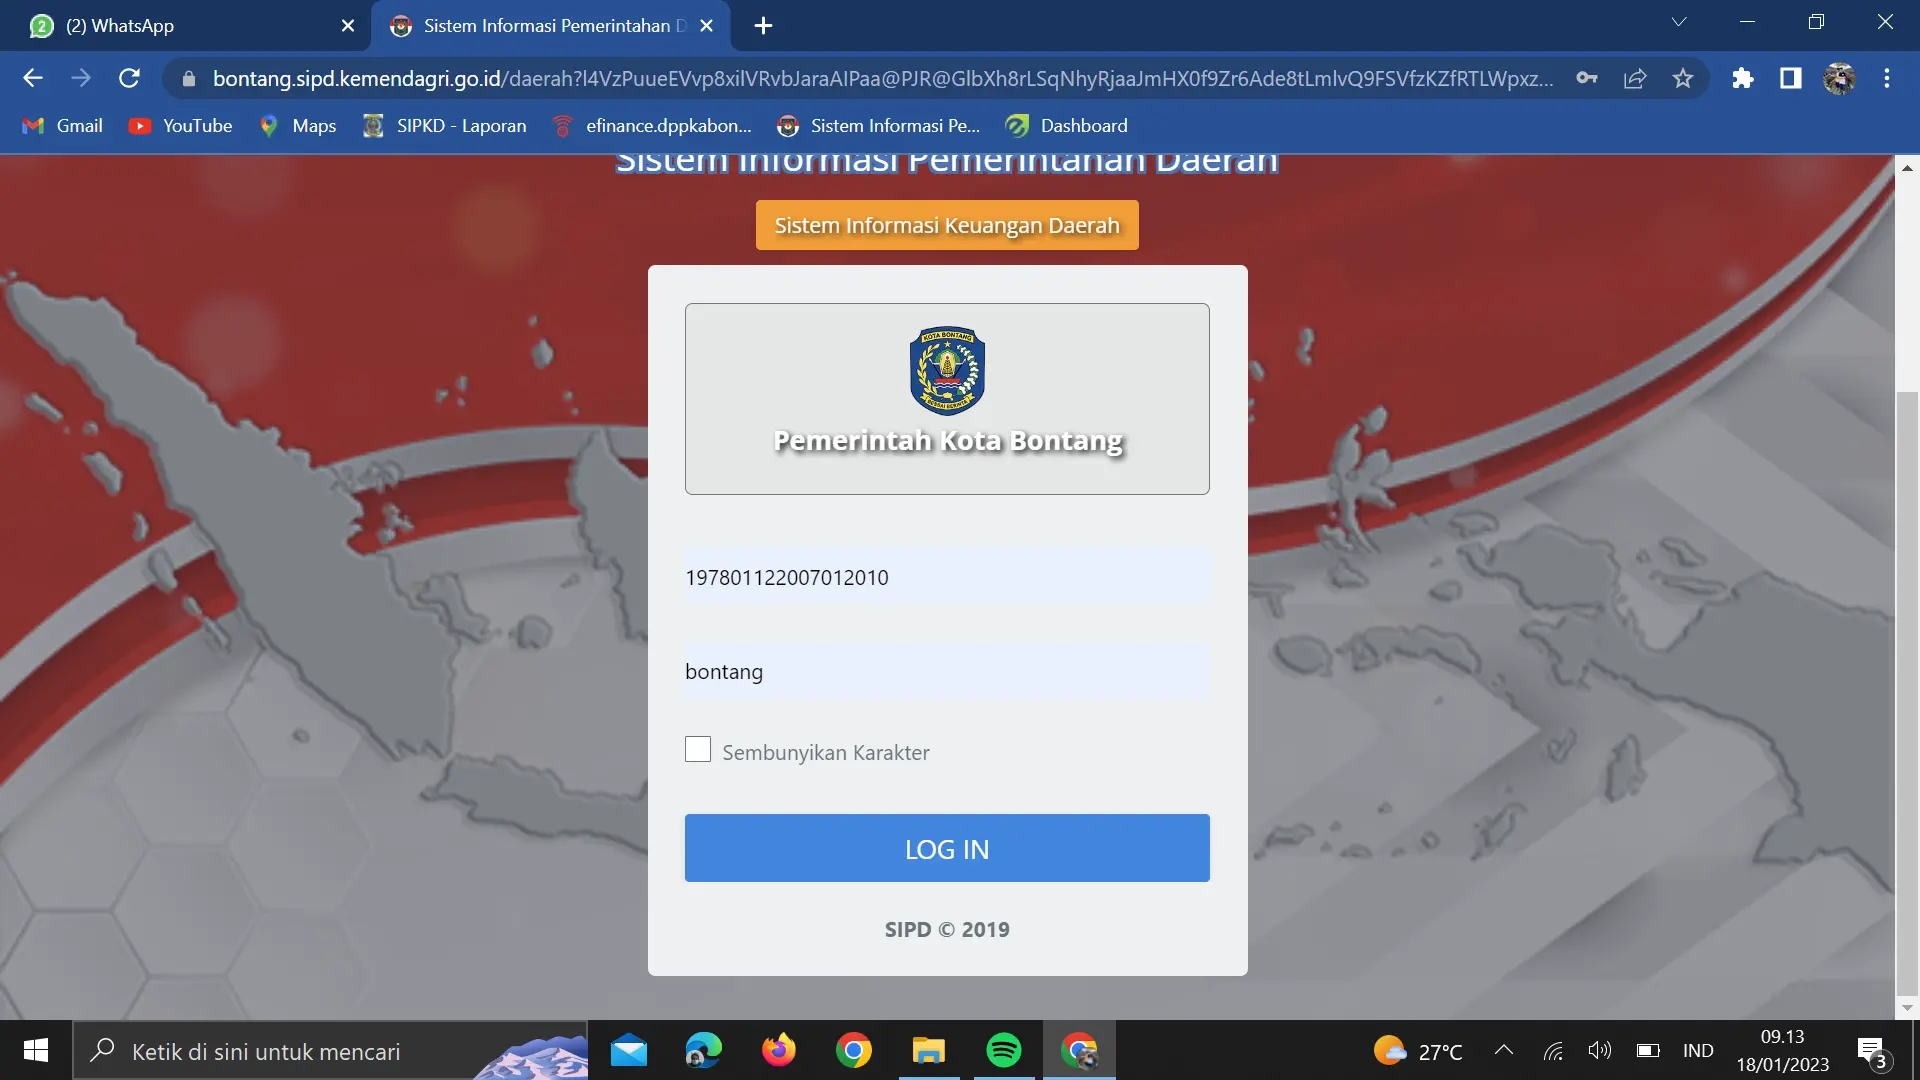 (2) WhatsApp
Sistem Informasi Pemerintahan D
bontang.sipd.kemendagri.go.id/daerah?l4VzPuueEVvp8xilVRvbJaraAIPaa@PJR@GlbXh8rLSqNhyRjaaJmHX0f9Zr6Ade8tLmlvQ9FSVfzKZfRTLWpxz...
Gmail
YouTube
Maps
SIPKD - Laporan
efinance.dppkabon...
Sistem Informasi Pe...
Dashboard
Sistem Informasi Pemerintahan Daerah
Sistem Informasi Keuangan Daerah
KOTA BONTANG
BESSAI BERINTA
Pemerintah Kota Bontang
197801122007012010
bontang
Sembunyikan Karakter
LOG IN
SIPD © 2019
Ketik di sini untuk mencari
27°C
IND
09.13
18/01/2023
3